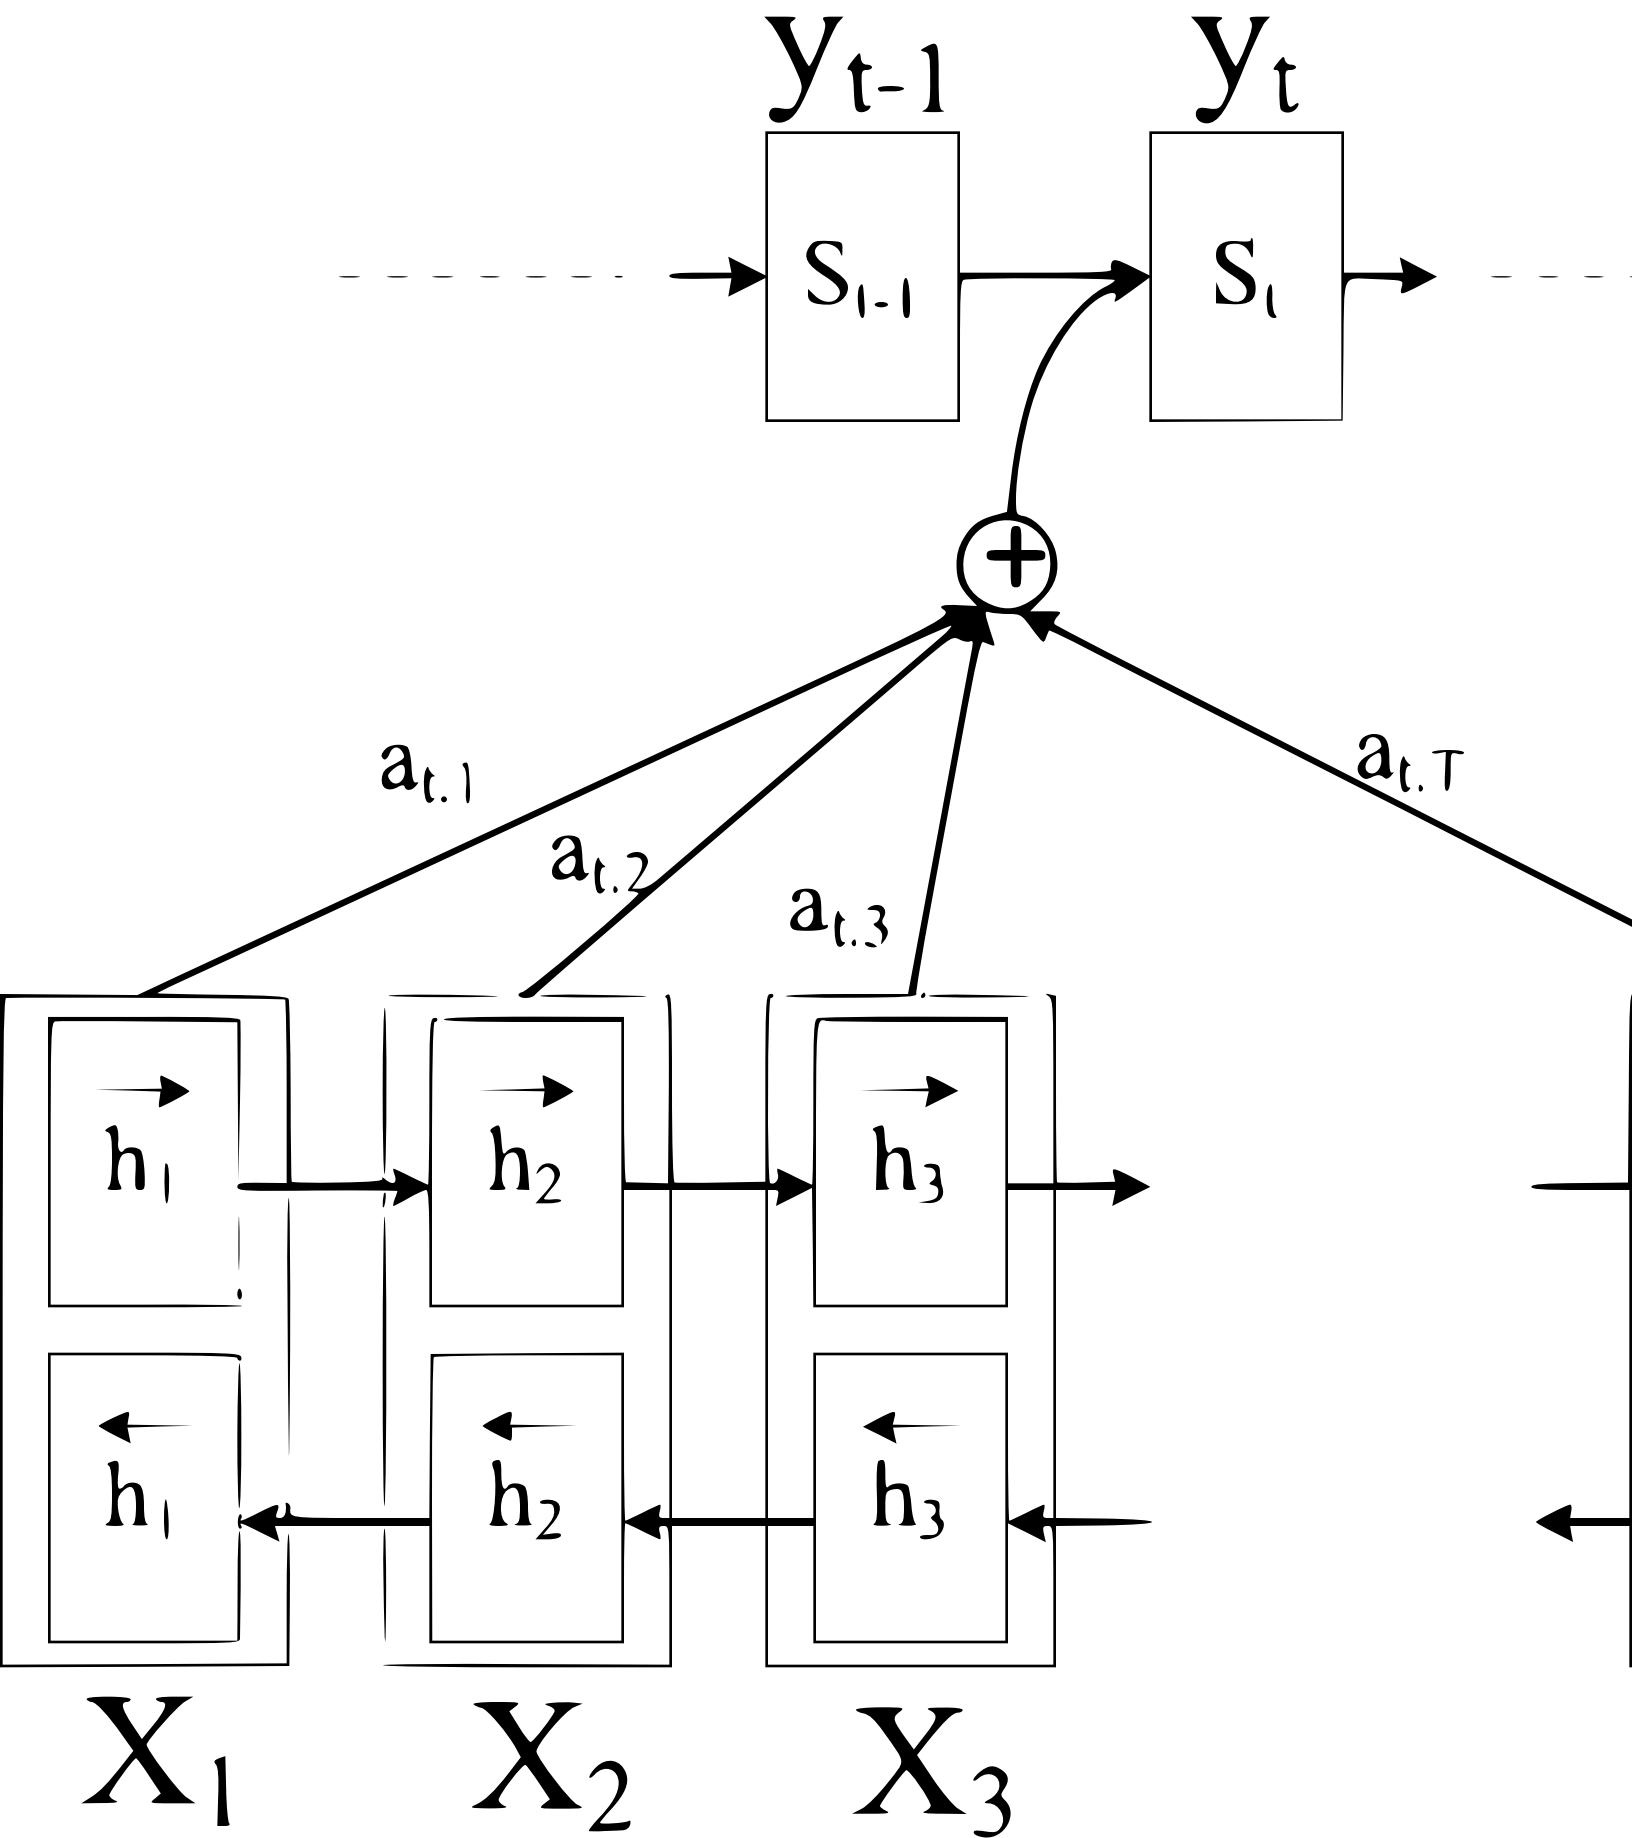 yt-1 yt
St-1 St
+
at.1 at.T
at.2
at.3
h1 h2 h3
h1 h2 h3
X1 X2 X3